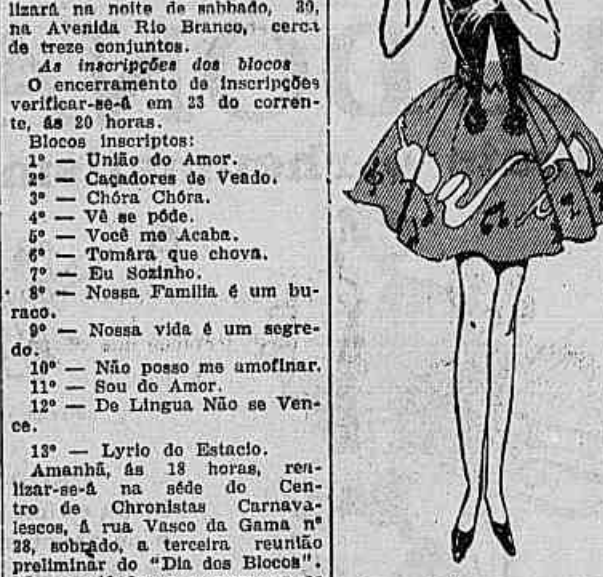 lizará na noite de sabbado, 30,
na Avenida Rio Branco, cerca
de treze conjuntos.
As inscripções dos blocos
O encerramento de inscripções
verificar-se-á em 23 do corren-
te, ás 20 horas.
Blocos inscriptos:
1º — União do Amor.
2º — Caçadores de Veado.
3º — Chóra Chóra.
4º — Vê se póde.
5º — Você me Acaba.
6º — Tomára que chova.
7º — Eu Sozinho.
8º — Nossa Familia é um bu-
raco.
9º — Nossa vida é um segre-
do.
10º — Não posso me amofinar.
11º — Sou do Amor.
12º — De Lingua Não se Ven-
ce.
13º — Lyrio do Estacio.
Amanhã, ás 18 horas, rea-
lizar-se-á na séde do Cen-
tro de Chronistas Carnava-
lescos, á rua Vasco da Gama nº
28, sobrado, a terceira reunião
preliminar do "Dia dos Blocos".